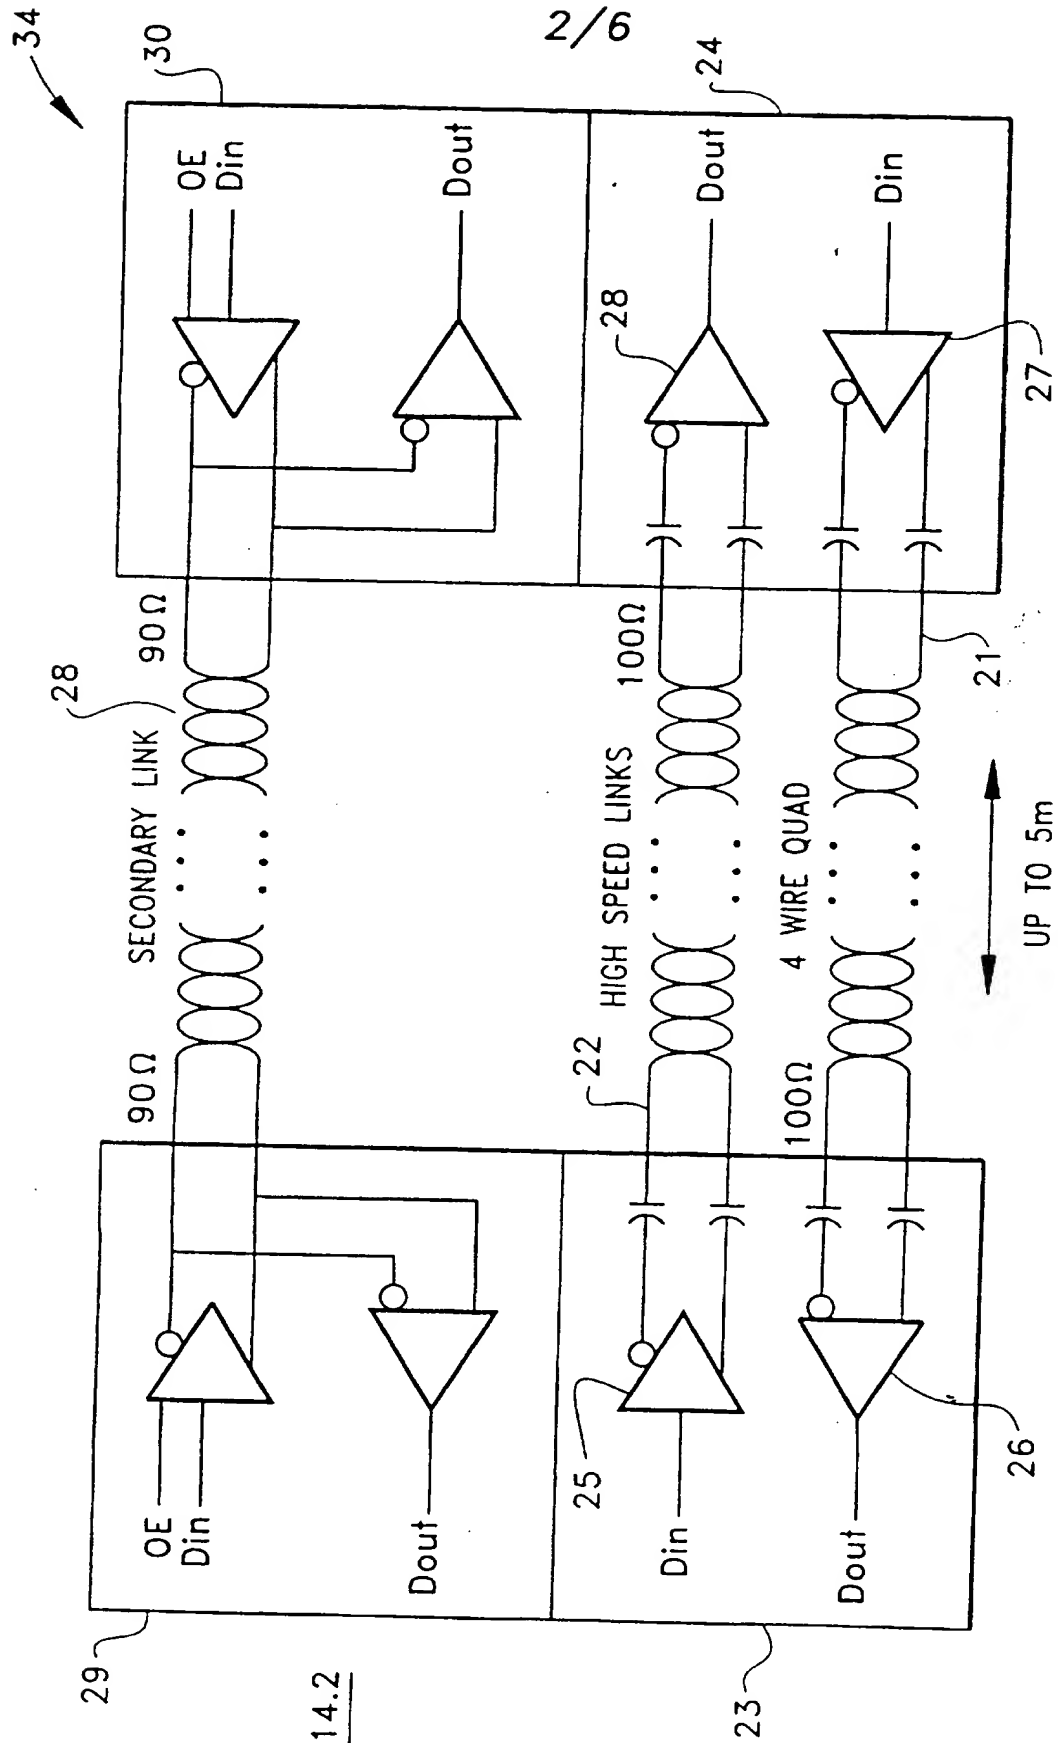 2/6
34
30
OE
Din
Dout
24
28
Dout
Din
27
90Ω
28
SECONDARY LINK
90Ω
100Ω
21
HIGH SPEED LINKS
4 WIRE QUAD
UP TO 5m
22
100Ω
OE
Din
Dout
25
Din
Dout
26
29
23
14.2